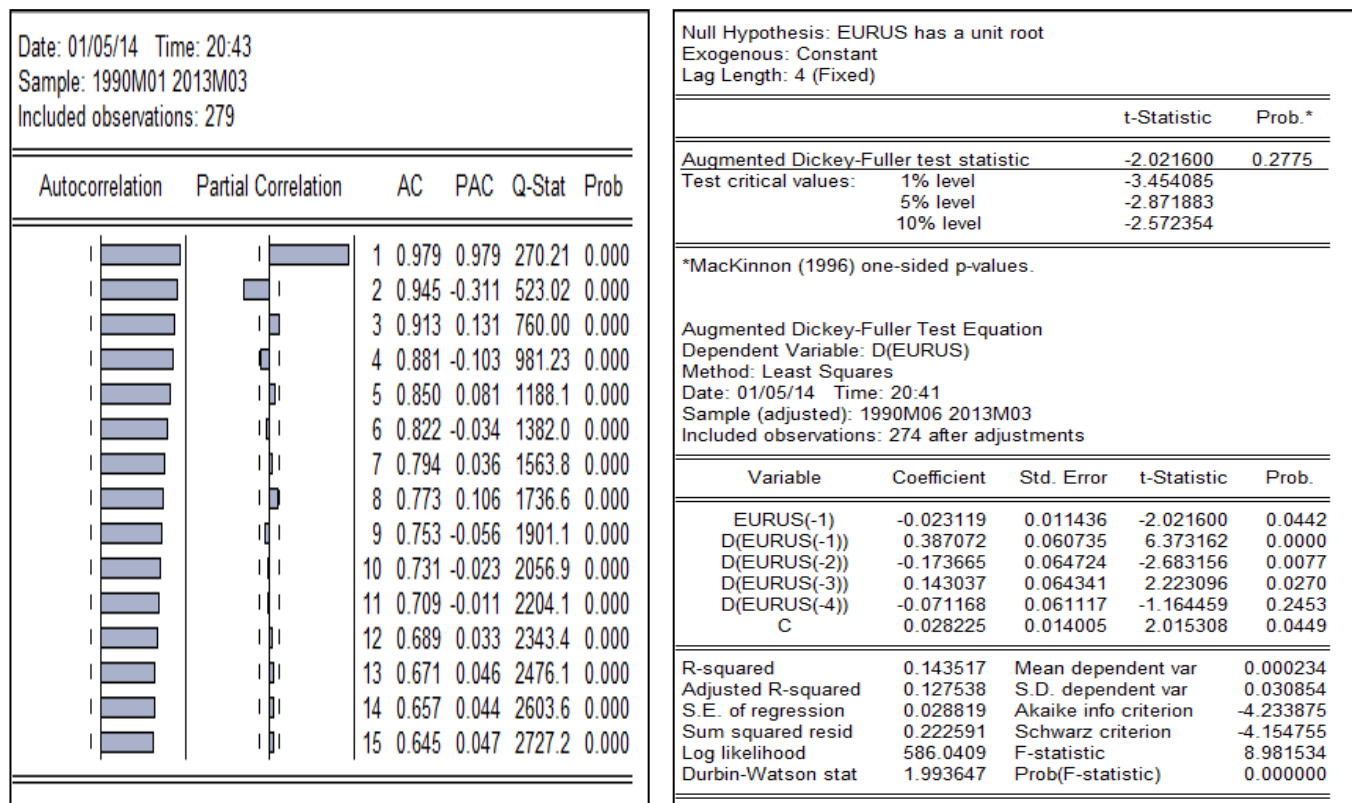 Date: 01/05/14 Time: 20:43
Sample: 1990M01 2013M03
Included observations: 279
Autocorrelation Partial Correlation AC PAC Q-Stat Prob
1 0.979 0.979 270.21 0.000
2 0.945 -0.311 523.02 0.000
3 0.913 0.131 760.00 0.000
4 0.881 -0.103 981.23 0.000
5 0.850 0.081 1188.1 0.000
6 0.822 -0.034 1382.0 0.000
7 0.794 0.036 1563.8 0.000
8 0.773 0.106 1736.6 0.000
9 0.753 -0.056 1901.1 0.000
10 0.731 -0.023 2056.9 0.000
11 0.709 -0.011 2204.1 0.000
12 0.689 0.033 2343.4 0.000
13 0.671 0.046 2476.1 0.000
14 0.657 0.044 2603.6 0.000
15 0.645 0.047 2727.2 0.000
Null Hypothesis: EURUS has a unit root
Exogenous: Constant
Lag Length: 4 (Fixed)
t-Statistic Prob.*
Augmented Dickey-Fuller test statistic -2.021600 0.2775
Test critical values: 1% level -3.454085
5% level -2.871883
10% level -2.572354
*MacKinnon (1996) one-sided p-values.
Augmented Dickey-Fuller Test Equation
Dependent Variable: D(EURUS)
Method: Least Squares
Date: 01/05/14 Time: 20:41
Sample (adjusted): 1990M06 2013M03
Included observations: 274 after adjustments
Variable Coefficient Std. Error t-Statistic Prob.
EURUS(-1) -0.023119 0.011436 -2.021600 0.0442
D(EURUS(-1)) 0.387072 0.060735 6.373162 0.0000
D(EURUS(-2)) -0.173665 0.064724 -2.683156 0.0077
D(EURUS(-3)) 0.143037 0.064341 2.223096 0.0270
D(EURUS(-4)) -0.071168 0.061117 -1.164459 0.2453
C 0.028225 0.014005 2.015308 0.0449
R-squared 0.143517 Mean dependent var 0.000234
Adjusted R-squared 0.127538 S.D. dependent var 0.030854
S.E. of regression 0.028819 Akaike info criterion -4.233875
Sum squared resid 0.222591 Schwarz criterion -4.154755
Log likelihood 586.0409 F-statistic 8.981534
Durbin-Watson stat 1.993647 Prob(F-statistic) 0.000000